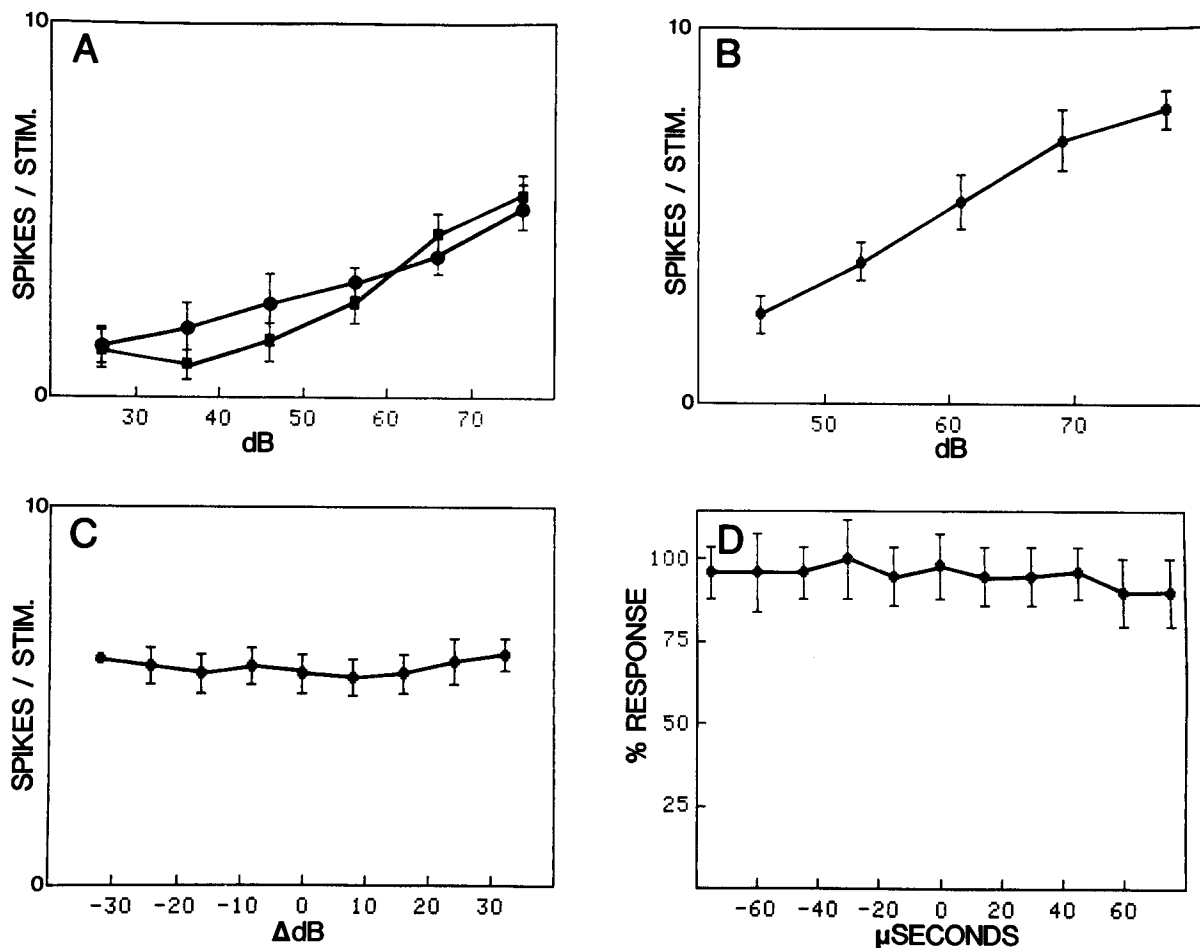 A
10
SPIKES / STIM.
0
30 40 50 60 70
dB
B
10
SPIKES / STIM.
0
50 60 70
dB
C
10
SPIKES / STIM.
0
-30 -20 -10 0 10 20 30
ΔdB
D
100
75
50
25
% RESPONSE
-60 -40 -20 0 20 40 60
μSECONDS